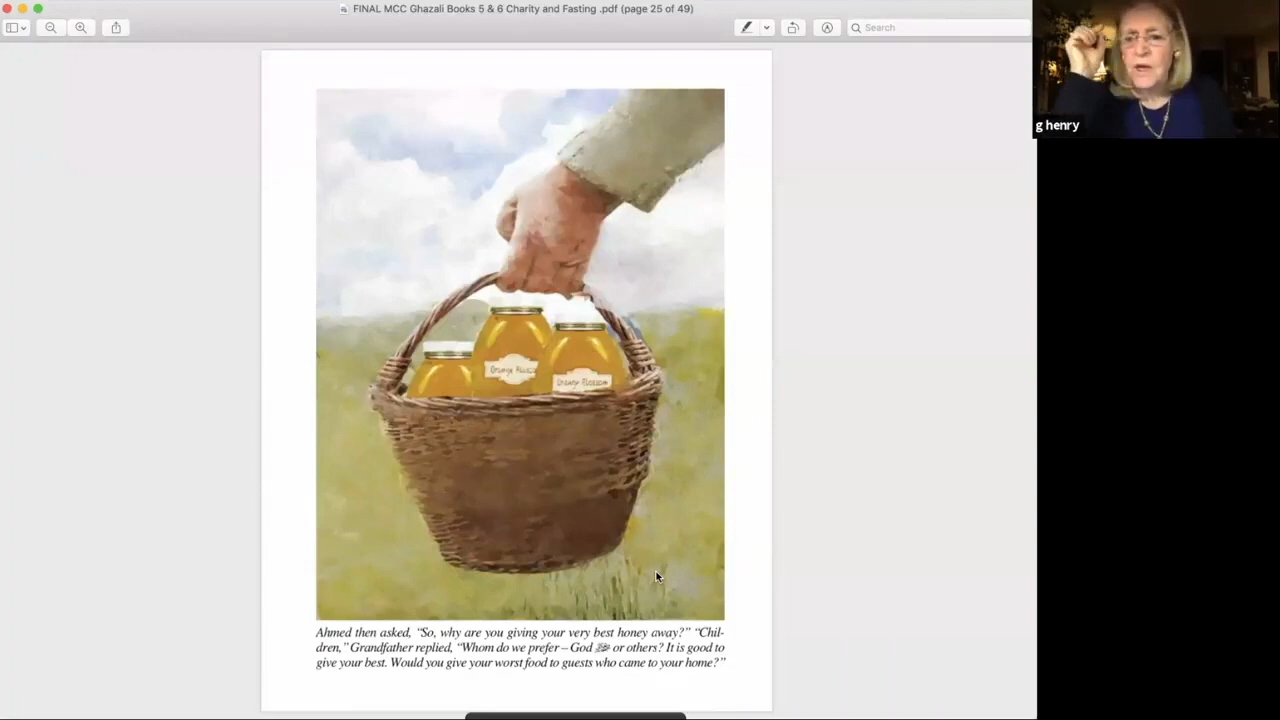 FINAL MCC Ghazali Books 5 & 6 Charity and Fasting .pdf (page 25 of 49)
Search
g henry
Orange Blossom
Ahmed then asked, “So, why are you giving your very best honey away?” “Chil-
dren,” Grandfather replied, “Whom do we prefer – God or others? It is good to
give your best. Would you give your worst food to guests who came to your home?”